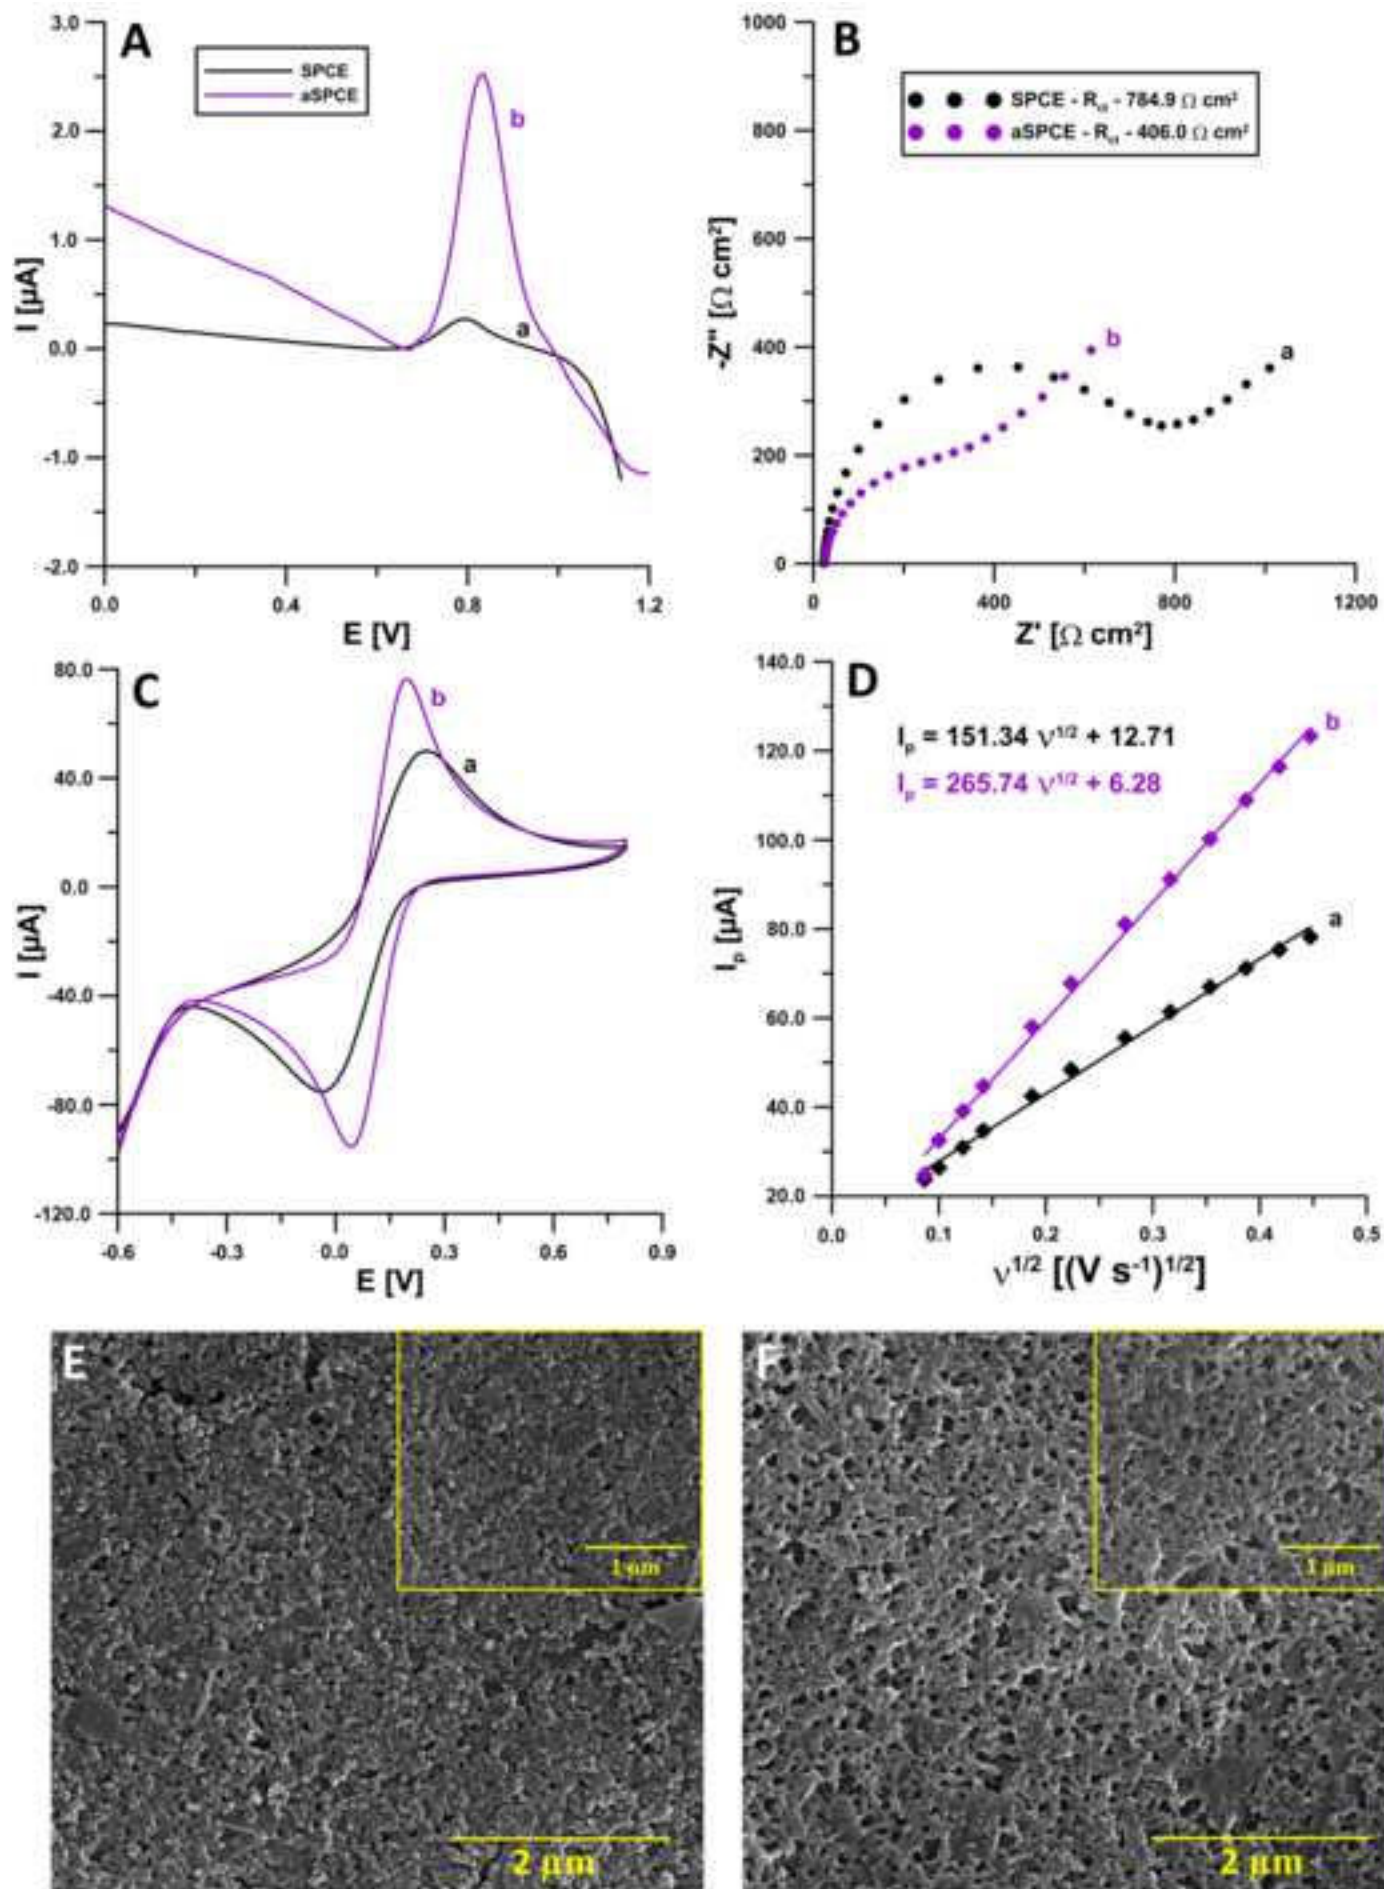 A
SPCE
aSPCE
b
a
3.0
2.0
1.0
0.0
-1.0
-2.0
I [µA]
0.0 0.4 0.8 1.2
E [V]
B
SPCE - Rct - 784.9 Ω cm²
aSPCE - Rct - 406.0 Ω cm²
b
a
1000
800
600
400
200
0
-Z'' [Ω cm²]
0 400 800 1200
Z' [Ω cm²]
C
b
a
80.0
40.0
0.0
-40.0
-80.0
-120.0
I [µA]
-0.6 -0.3 0.0 0.3 0.6 0.9
E [V]
D
Ip = 151.34 ν1/2 + 12.71
Ip = 265.74 ν1/2 + 6.28
b
a
140.0
120.0
100.0
80.0
60.0
40.0
20.0
Ip [µA]
0.0 0.1 0.2 0.3 0.4 0.5
ν1/2 [(V s-1)1/2]
E
1 µm
2 µm
F
1 µm
2 µm